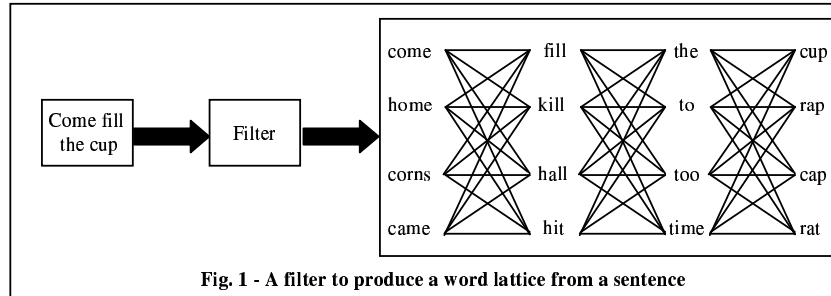 Come fill
the cup
Filter
come fill the cup
home kill to rap
corns hall too cap
came hit time rat
Fig. 1 - A filter to produce a word lattice from a sentence